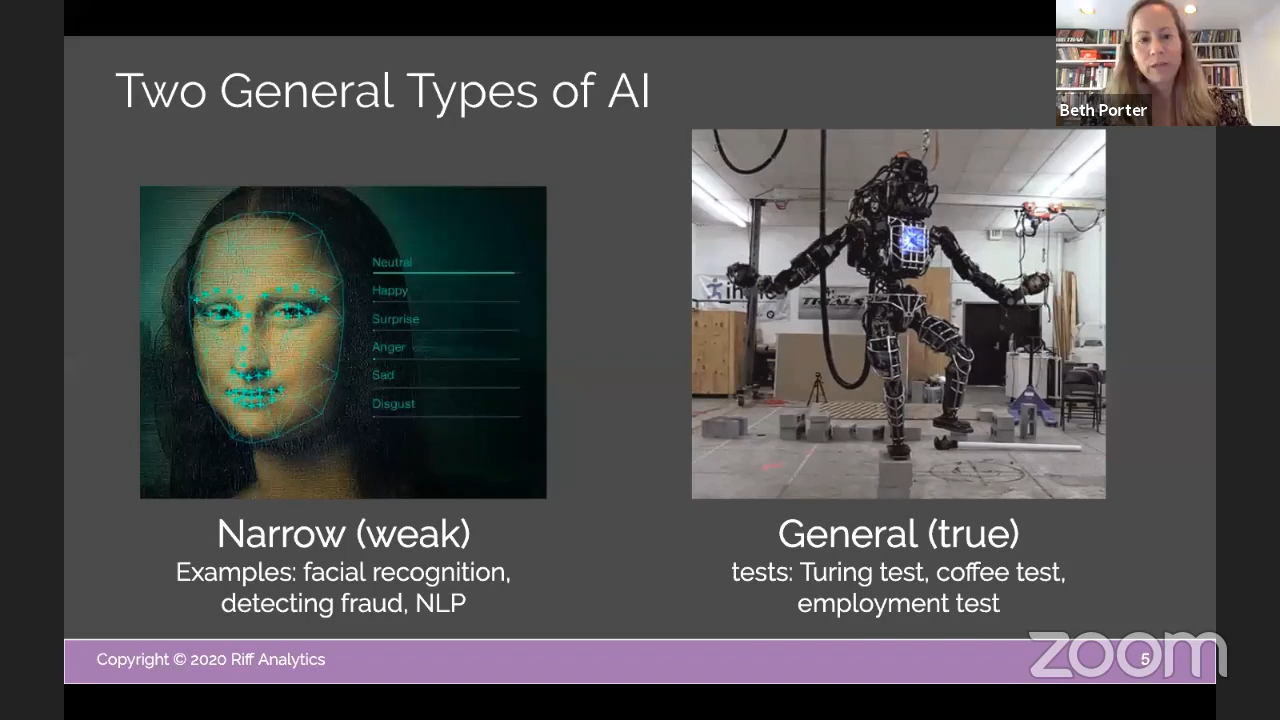 Two General Types of AI
Beth Porter
Neutral
Happy
Surprise
Anger
Sad
Disgust
TRIALS
Narrow (weak)
Examples: facial recognition,
detecting fraud, NLP
General (true)
tests: Turing test, coffee test,
employment test
Copyright © 2020 Riff Analytics
5
zoom